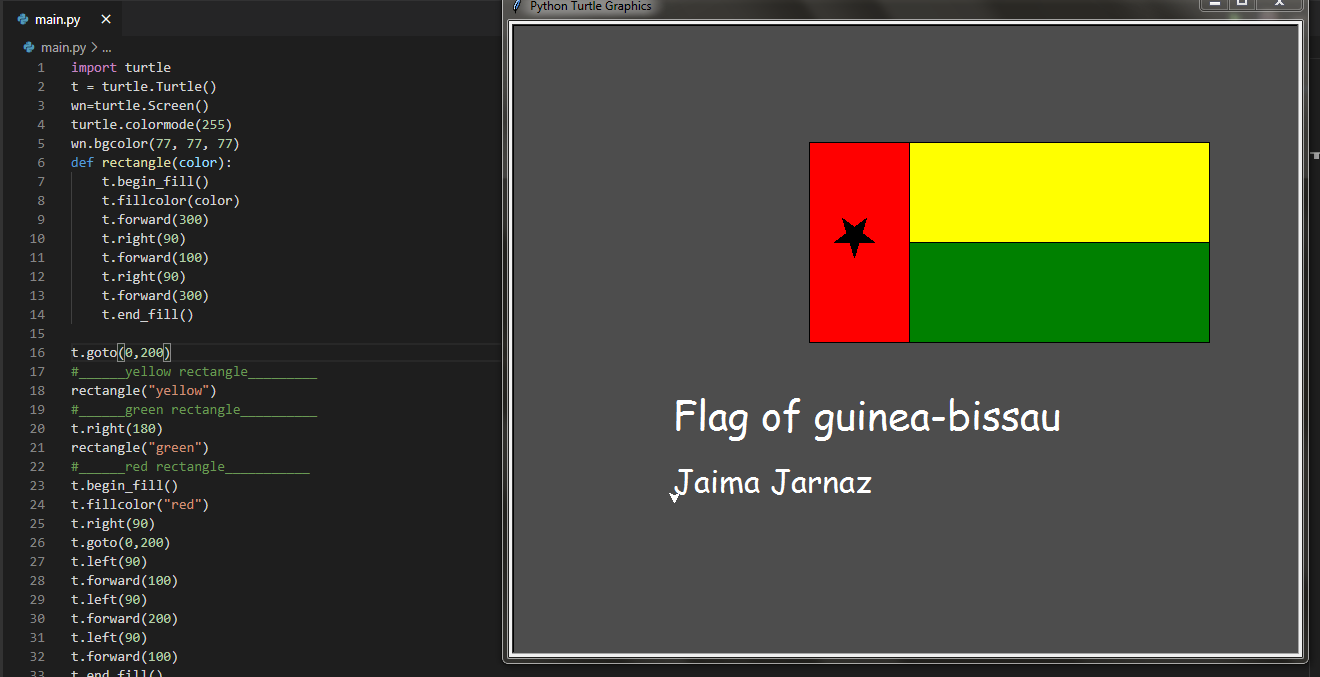 main.py ×
main.py > ...
1 import turtle
2 t = turtle.Turtle()
3 wn=turtle.Screen()
4 turtle.colormode(255)
5 wn.bgcolor(77, 77, 77)
6 def rectangle(color):
7 t.begin_fill()
8 t.fillcolor(color)
9 t.forward(300)
10 t.right(90)
11 t.forward(100)
12 t.right(90)
13 t.forward(300)
14 t.end_fill()
15
16 t.goto(0,200)
17 #______yellow rectangle_________
18 rectangle("yellow")
19 #______green rectangle__________
20 t.right(180)
21 rectangle("green")
22 #______red rectangle___________
23 t.begin_fill()
24 t.fillcolor("red")
25 t.right(90)
26 t.goto(0,200)
27 t.left(90)
28 t.forward(100)
29 t.left(90)
30 t.forward(200)
31 t.left(90)
32 t.forward(100)
33 t.end_fill()
Python Turtle Graphics
Flag of guinea-bissau
Jaima Jarnaz